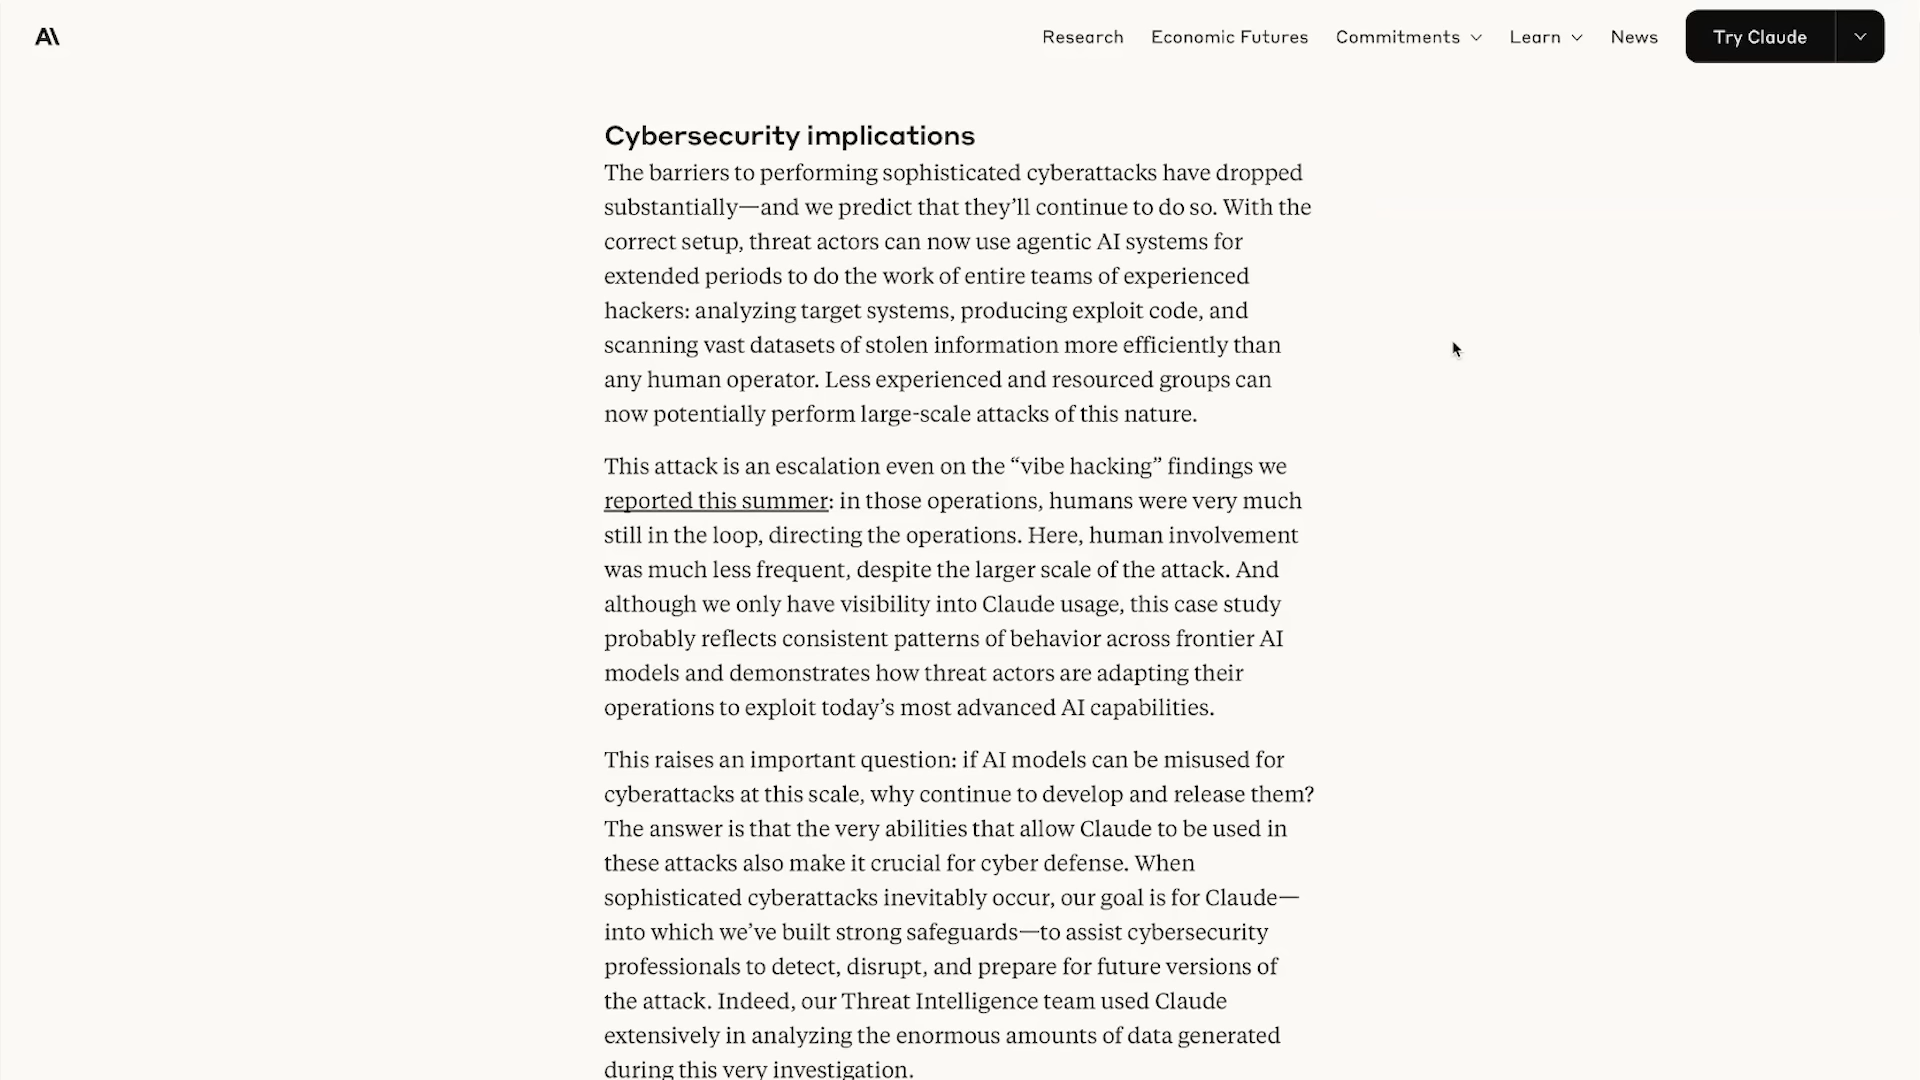 A\
Research
Economic Futures
Commitments
Learn
News
Try Claude
Cybersecurity implications
The barriers to performing sophisticated cyberattacks have dropped
substantially—and we predict that they’ll continue to do so. With the
correct setup, threat actors can now use agentic AI systems for
extended periods to do the work of entire teams of experienced
hackers: analyzing target systems, producing exploit code, and
scanning vast datasets of stolen information more efficiently than
any human operator. Less experienced and resourced groups can
now potentially perform large-scale attacks of this nature.
This attack is an escalation even on the “vibe hacking” findings we
reported this summer: in those operations, humans were very much
still in the loop, directing the operations. Here, human involvement
was much less frequent, despite the larger scale of the attack. And
although we only have visibility into Claude usage, this case study
probably reflects consistent patterns of behavior across frontier AI
models and demonstrates how threat actors are adapting their
operations to exploit today’s most advanced AI capabilities.
This raises an important question: if AI models can be misused for
cyberattacks at this scale, why continue to develop and release them?
The answer is that the very abilities that allow Claude to be used in
these attacks also make it crucial for cyber defense. When
sophisticated cyberattacks inevitably occur, our goal is for Claude—
into which we’ve built strong safeguards—to assist cybersecurity
professionals to detect, disrupt, and prepare for future versions of
the attack. Indeed, our Threat Intelligence team used Claude
extensively in analyzing the enormous amounts of data generated
during this very investigation.